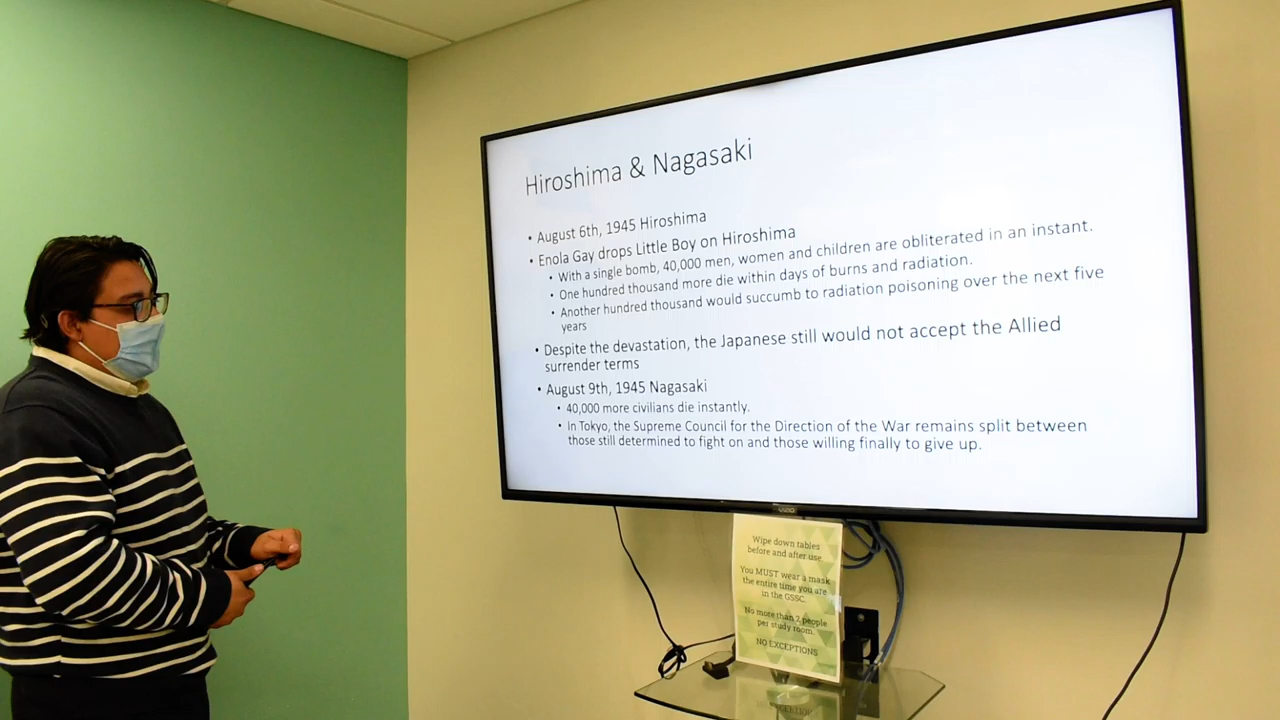 Hiroshima & Nagasaki
• August 6th, 1945 Hiroshima
• Enola Gay drops Little Boy on Hiroshima
• With a single bomb, 40,000 men, women and children are obliterated in an instant.
• One hundred thousand more die within days of burns and radiation.
• Another hundred thousand would succumb to radiation poisoning over the next five
years
• Despite the devastation, the Japanese still would not accept the Allied
surrender terms
• August 9th, 1945 Nagasaki
• 40,000 more civilians die instantly.
• In Tokyo, the Supreme Council for the Direction of the War remains split between
those still determined to fight on and those willing finally to give up.
VIZIO
Wipe down tables
before and after use.
You MUST wear a mask
the entire time you are
in the GSSC.
No more than 2 people
per study room.
NO EXCEPTIONS